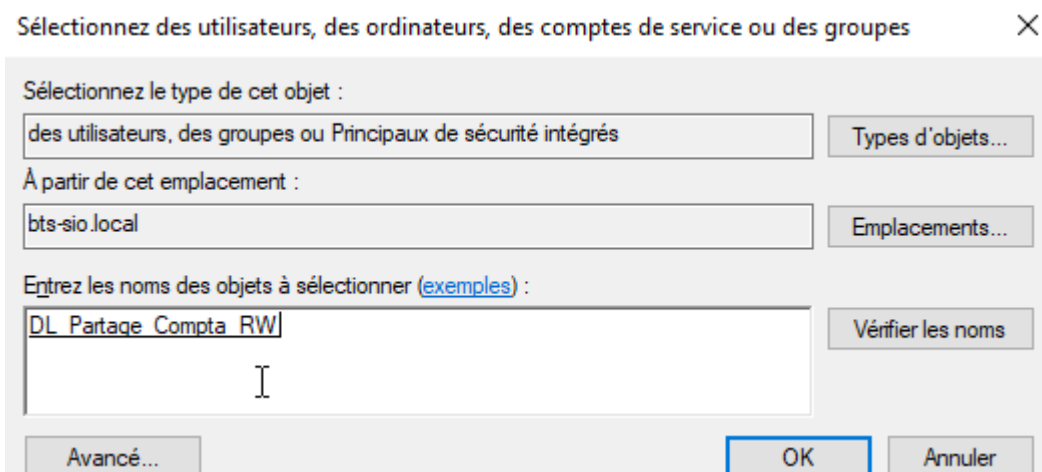 Sélectionnez des utilisateurs, des ordinateurs, des comptes de service ou des groupes
Sélectionnez le type de cet objet :
des utilisateurs, des groupes ou Principaux de sécurité intégrés
Types d'objets...
À partir de cet emplacement :
bts-sio.local
Emplacements...
Entrez les noms des objets à sélectionner (exemples) :
DL_Partage_Compta_RW
Vérifier les noms
Avancé...
OK
Annuler